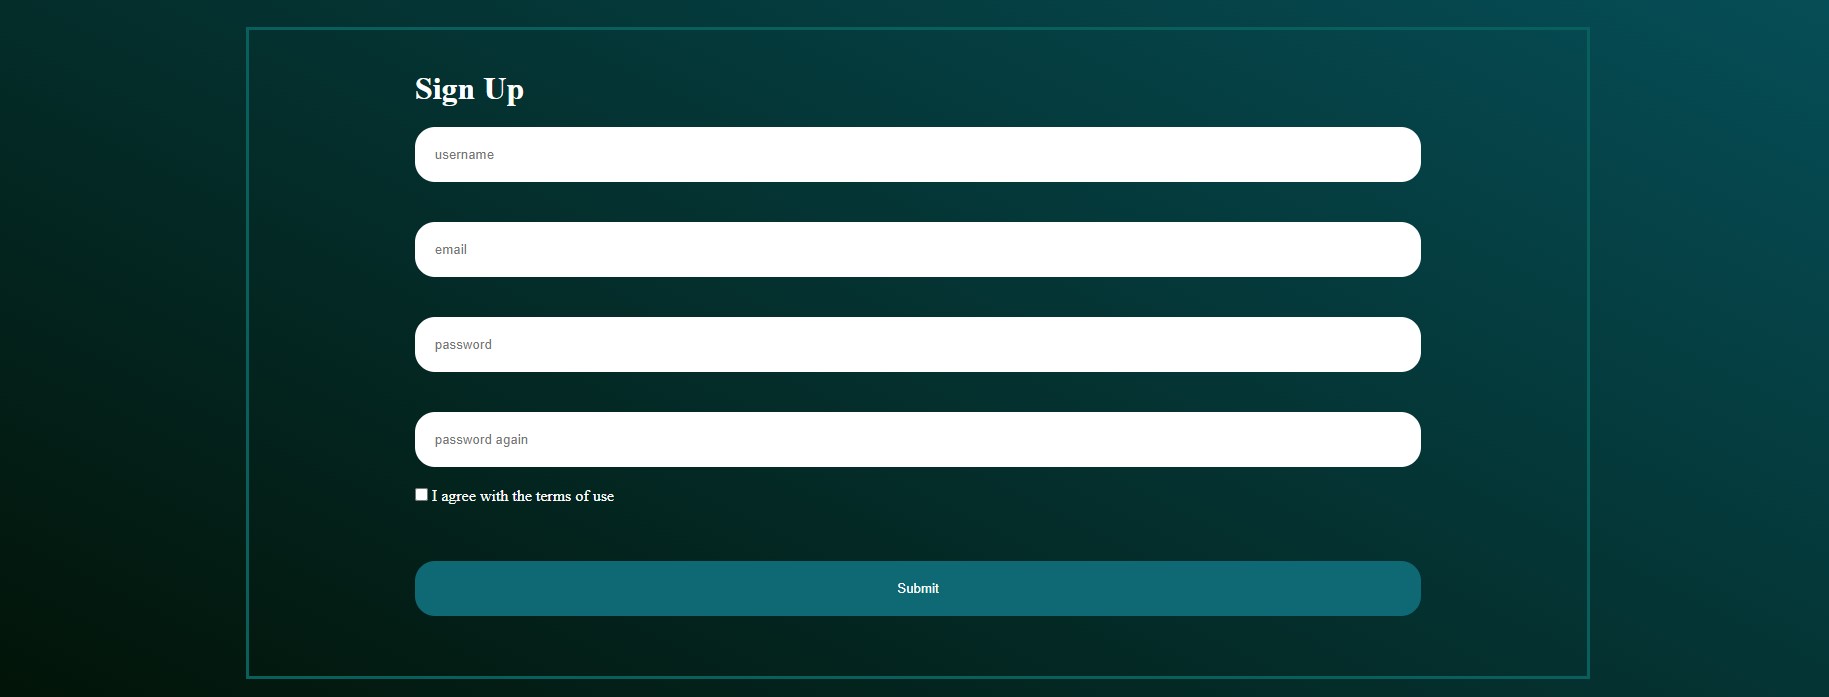 Sign Up
username
email
password
password again
I agree with the terms of use
Submit